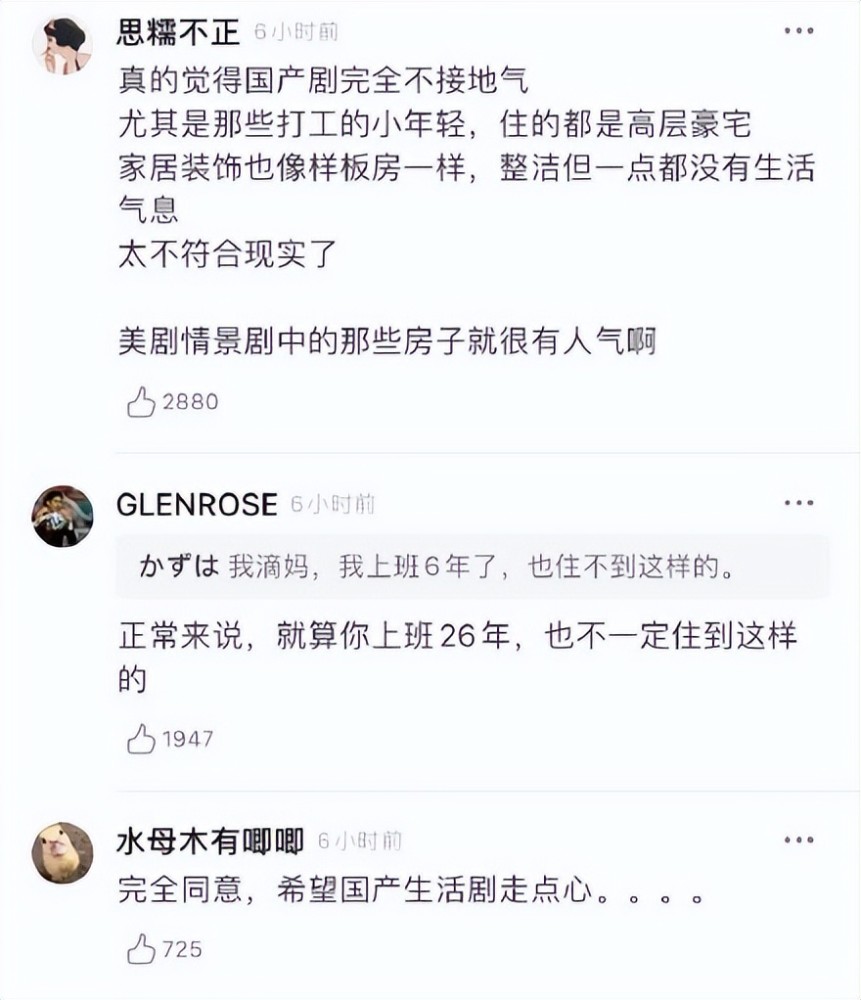 思糯不正 6小时前
真的觉得国产剧完全不接地气
尤其是那些打工的小年轻，住的都是高层豪宅
家居装饰也像样板房一样，整洁但一点都没有生活
气息
太不符合现实了
美剧情景剧中的那些房子就很有人气啊
2880
GLENROSE 6小时前
かずは 我滴妈，我上班6年了，也住不到这样的。
正常来说，就算你上班26年，也不一定住到这样
的
1947
水母木有唧唧 6小时前
完全同意，希望国产生活剧走点心。。。。
725